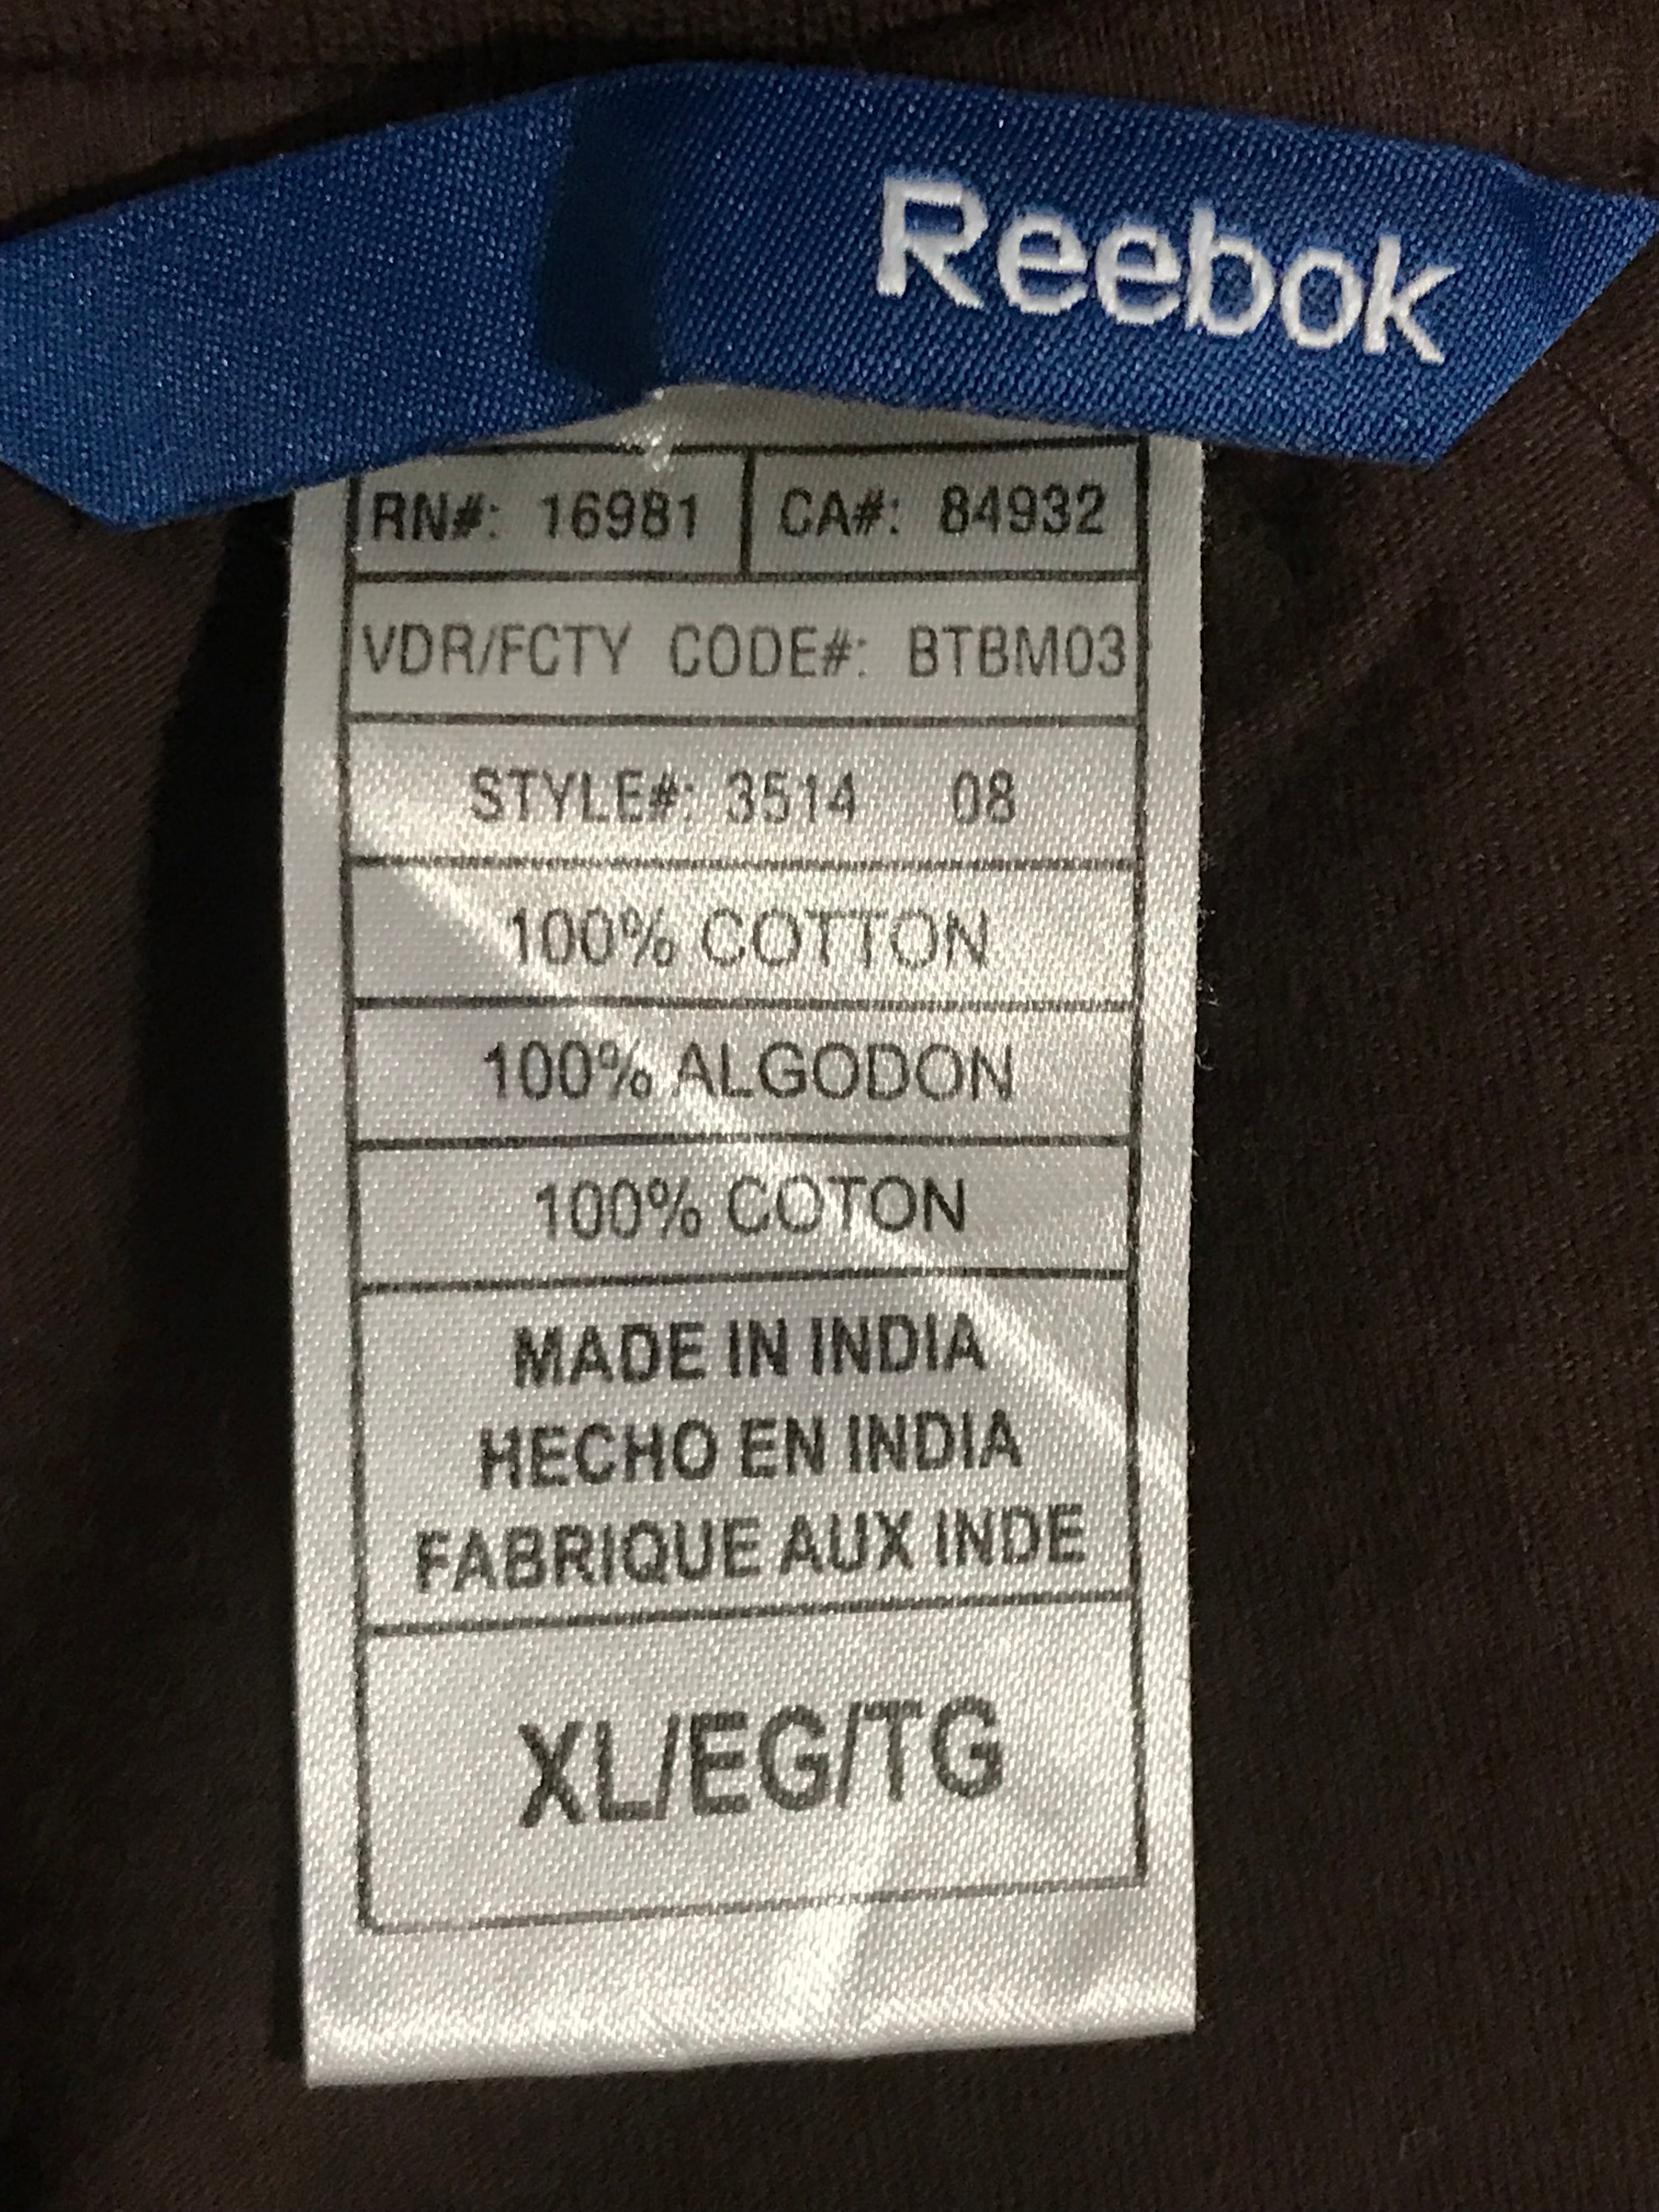 Reebok
RN#: 16981 CA#: 84932
VDR/FCTY CODE#: BTBM03
STYLE#: 3514 08
100% COTTON
100% ALGODON
100% COTON
MADE IN INDIA
HECHO EN INDIA
FABRIQUE AUX INDE
XL/EG/TG